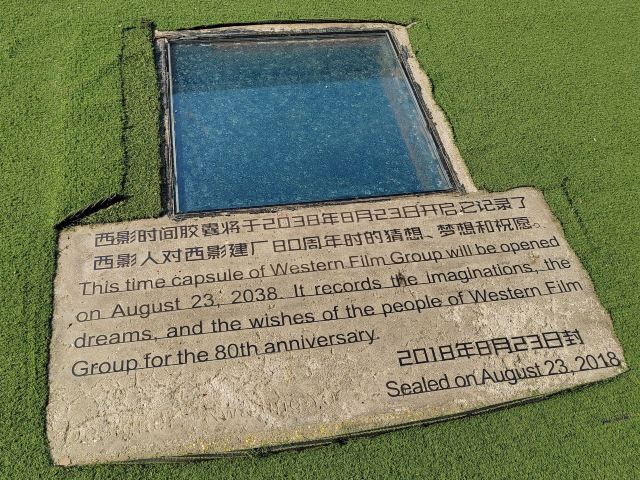 西影时间胶囊将于2038年8月23日开启它记录了
西影人对西影建厂80周年时的猜想、梦想和祝愿。
This time capsule of Western Film Group will be opened
on August 23, 2038. It records the imaginations, the
dreams, and the wishes of the people of Western Film
Group for the 80th anniversary.
2018年8月23日封
Sealed on August 23, 2018